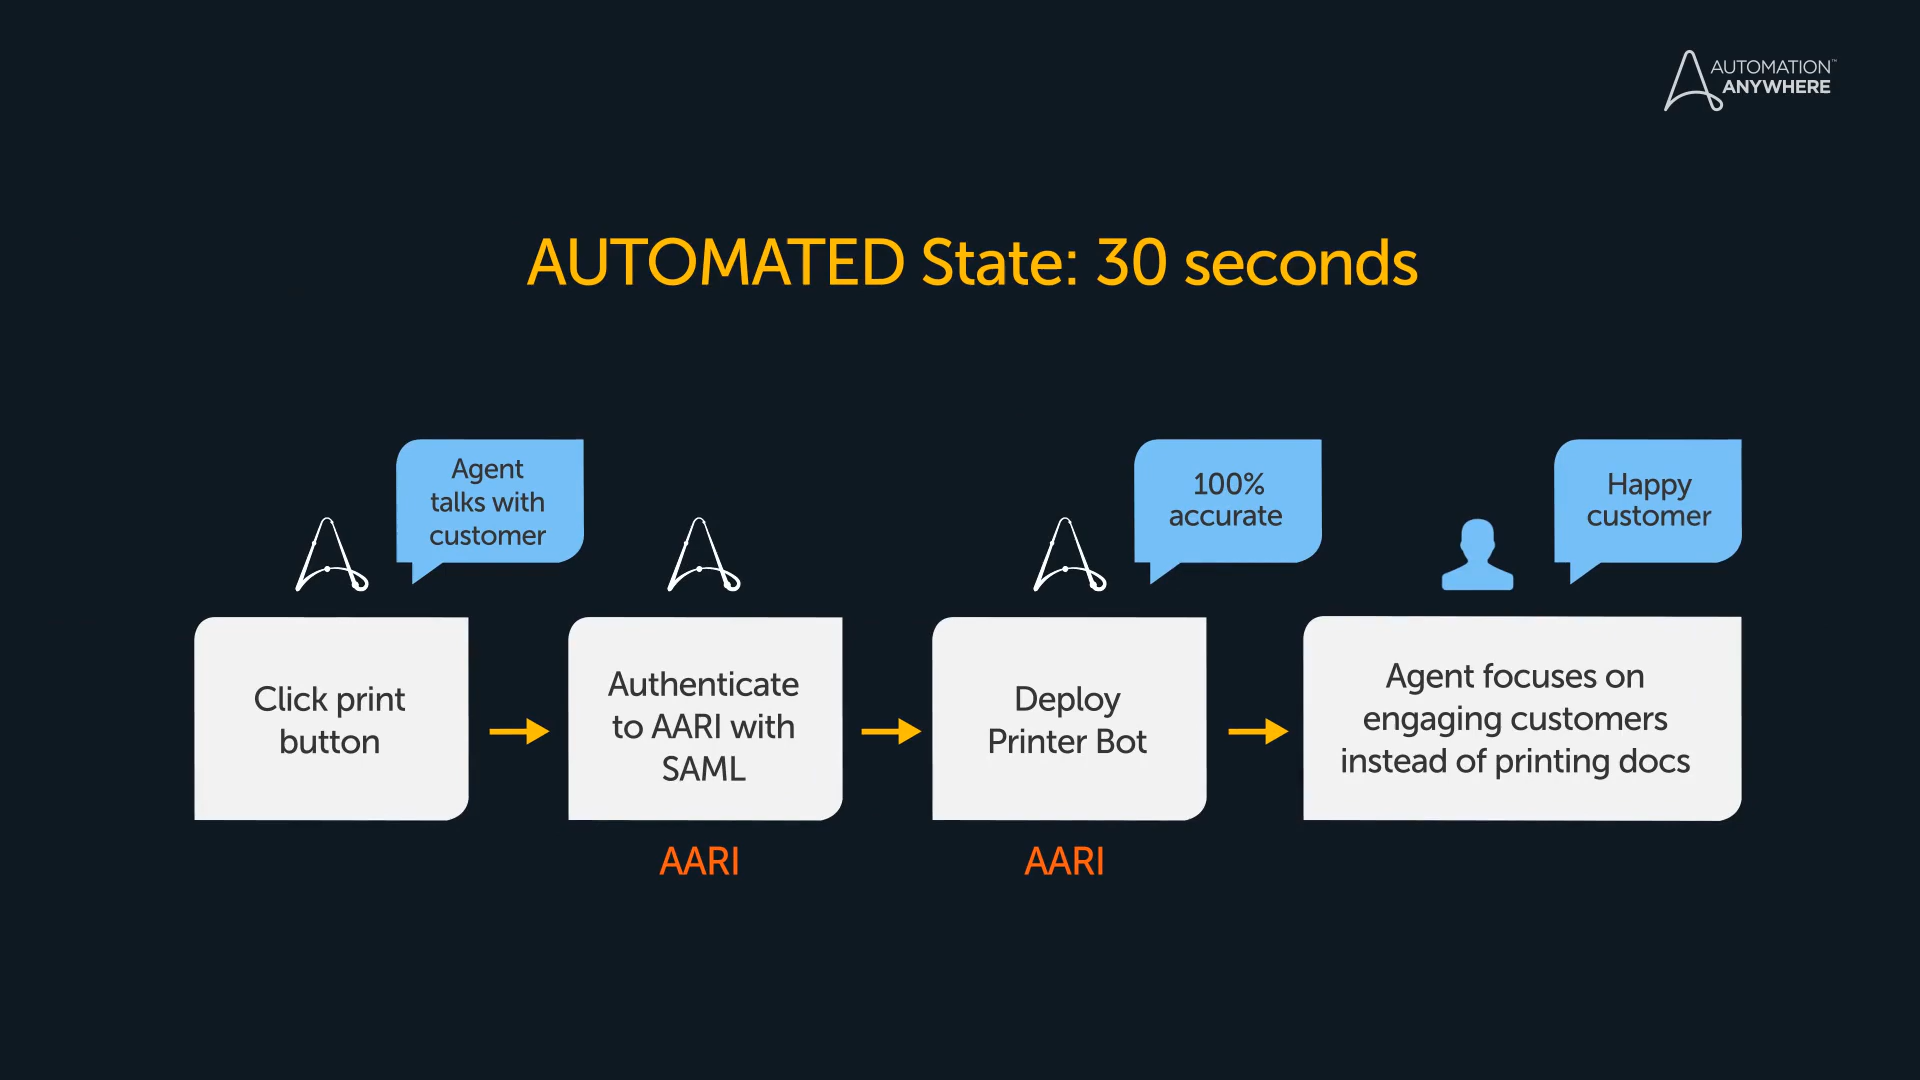 AUTOMATION™
ANYWHERE
AUTOMATED State: 30 seconds
Agent
talks with
customer
100%
accurate
Happy
customer
Click print
button
Authenticate
to AARI with
SAML
Deploy
Printer Bot
Agent focuses on
engaging customers
instead of printing docs
AARI
AARI